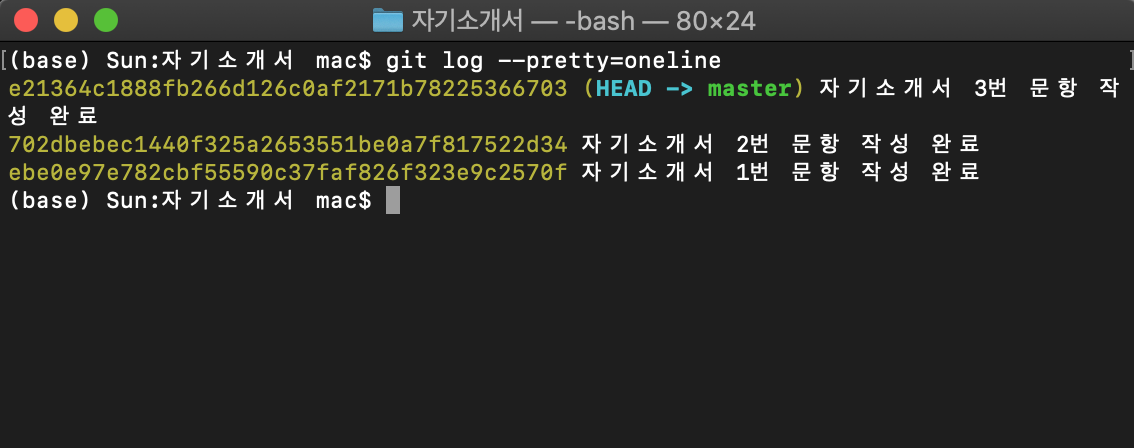 자기소개서 — -bash — 80×24
(base) Sun:자기소개서 mac$ git log --pretty=oneline
e21364c1888fb266d126c0af2171b78225366703 (HEAD -> master) 자기소개서 3번 문항 작
성 완료
702dbebec1440f325a2653551be0a7f817522d34 자기소개서 2번 문항 작성 완료
ebe0e97e782cbf55590c37faf826f323e9c2570f 자기소개서 1번 문항 작성 완료
(base) Sun:자기소개서 mac$